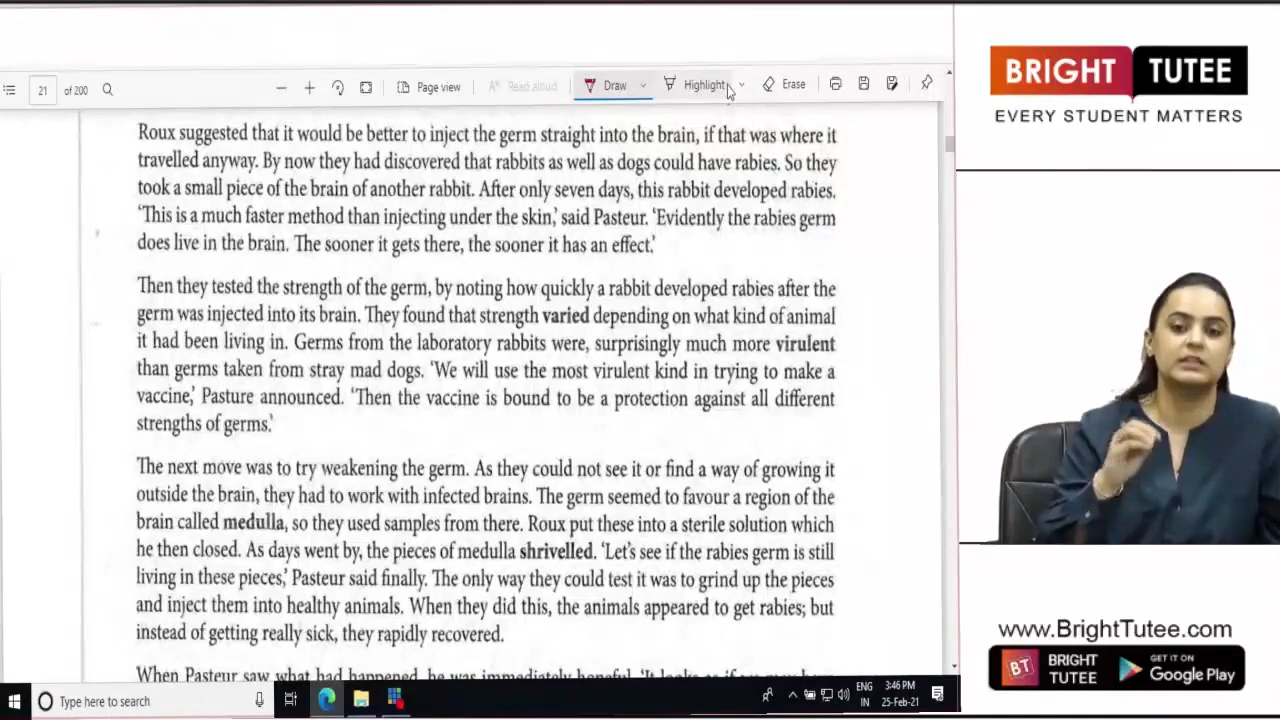 21 of 200
Page view
Read aloud
Draw
Highlight
Erase
BRIGHT TUTEE
EVERY STUDENT MATTERS
Roux suggested that it would be better to inject the germ straight into the brain, if that was where it
travelled anyway. By now they had discovered that rabbits as well as dogs could have rabies. So they
took a small piece of the brain of another rabbit. After only seven days, this rabbit developed rabies.
'This is a much faster method than injecting under the skin,' said Pasteur. 'Evidently the rabies germ
does live in the brain. The sooner it gets there, the sooner it has an effect.'
Then they tested the strength of the germ, by noting how quickly a rabbit developed rabies after the
germ was injected into its brain. They found that strength varied depending on what kind of animal
it had been living in. Germs from the laboratory rabbits were, surprisingly much more virulent
than germs taken from stray mad dogs. 'We will use the most virulent kind in trying to make a
vaccine,' Pasture announced. 'Then the vaccine is bound to be a protection against all different
strengths of germs.'
The next move was to try weakening the germ. As they could not see it or find a way of growing it
outside the brain, they had to work with infected brains. The germ seemed to favour a region of the
brain called medulla, so they used samples from there. Roux put these into a sterile solution which
he then closed. As days went by, the pieces of medulla shrivelled. 'Let's see if the rabies germ is still
living in these pieces,' Pasteur said finally. The only way they could test it was to grind up the pieces
and inject them into healthy animals. When they did this, the animals appeared to get rabies; but
instead of getting really sick, they rapidly recovered.
When Pasteur saw what had happened, he was immediately hopeful. 'It looks as if
www.BrightTutee.com
BT BRIGHT TUTEE
GET IT ON
Google Play
Type here to search
ENG
IN
3:46 PM
25-Feb-21